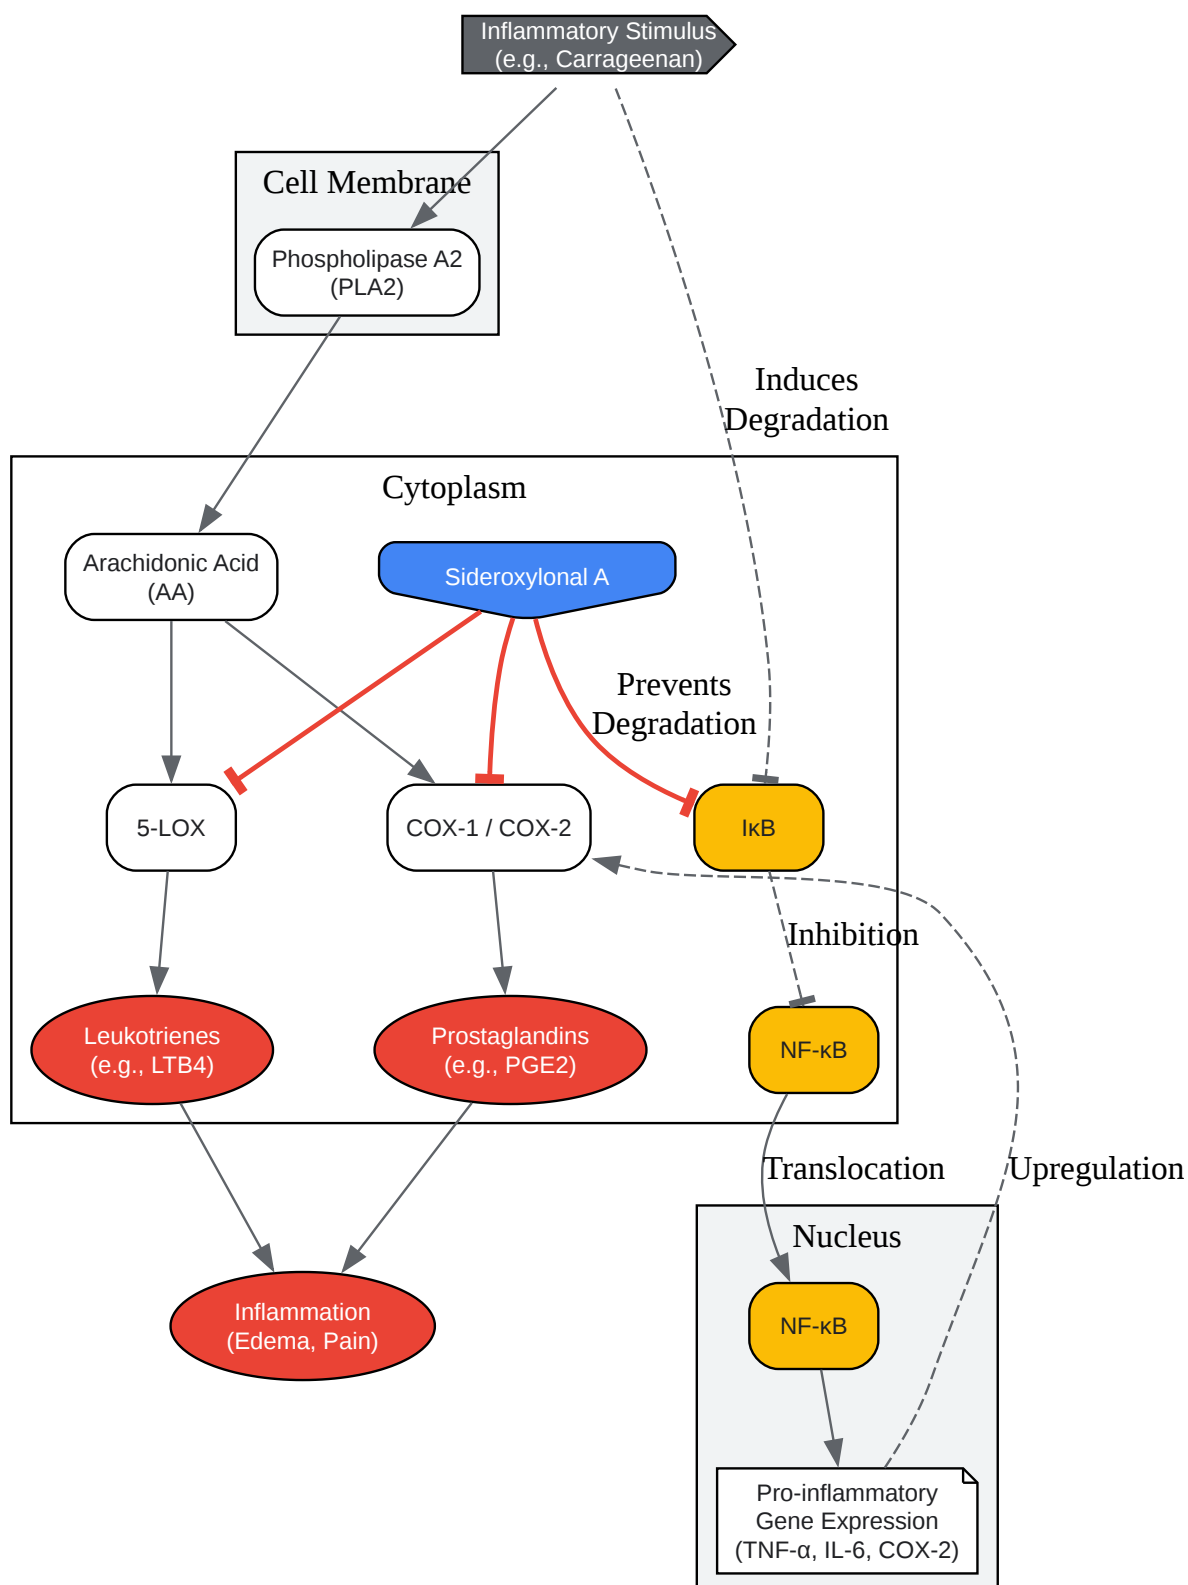 Inflammatory Stimulus
(e.g., Carrageenan)
Cell Membrane
Phospholipase A2
(PLA2)
Induces
Degradation
Cytoplasm
Arachidonic Acid
(AA)
Sideroxylonal A
Prevents
Degradation
5-LOX
COX-1 / COX-2
IκB
Inhibition
Leukotrienes
(e.g., LTB4)
Prostaglandins
(e.g., PGE2)
NF-κB
Translocation
Upregulation
Nucleus
Inflammation
(Edema, Pain)
NF-κB
Pro-inflammatory
Gene Expression
(TNF-α, IL-6, COX-2)